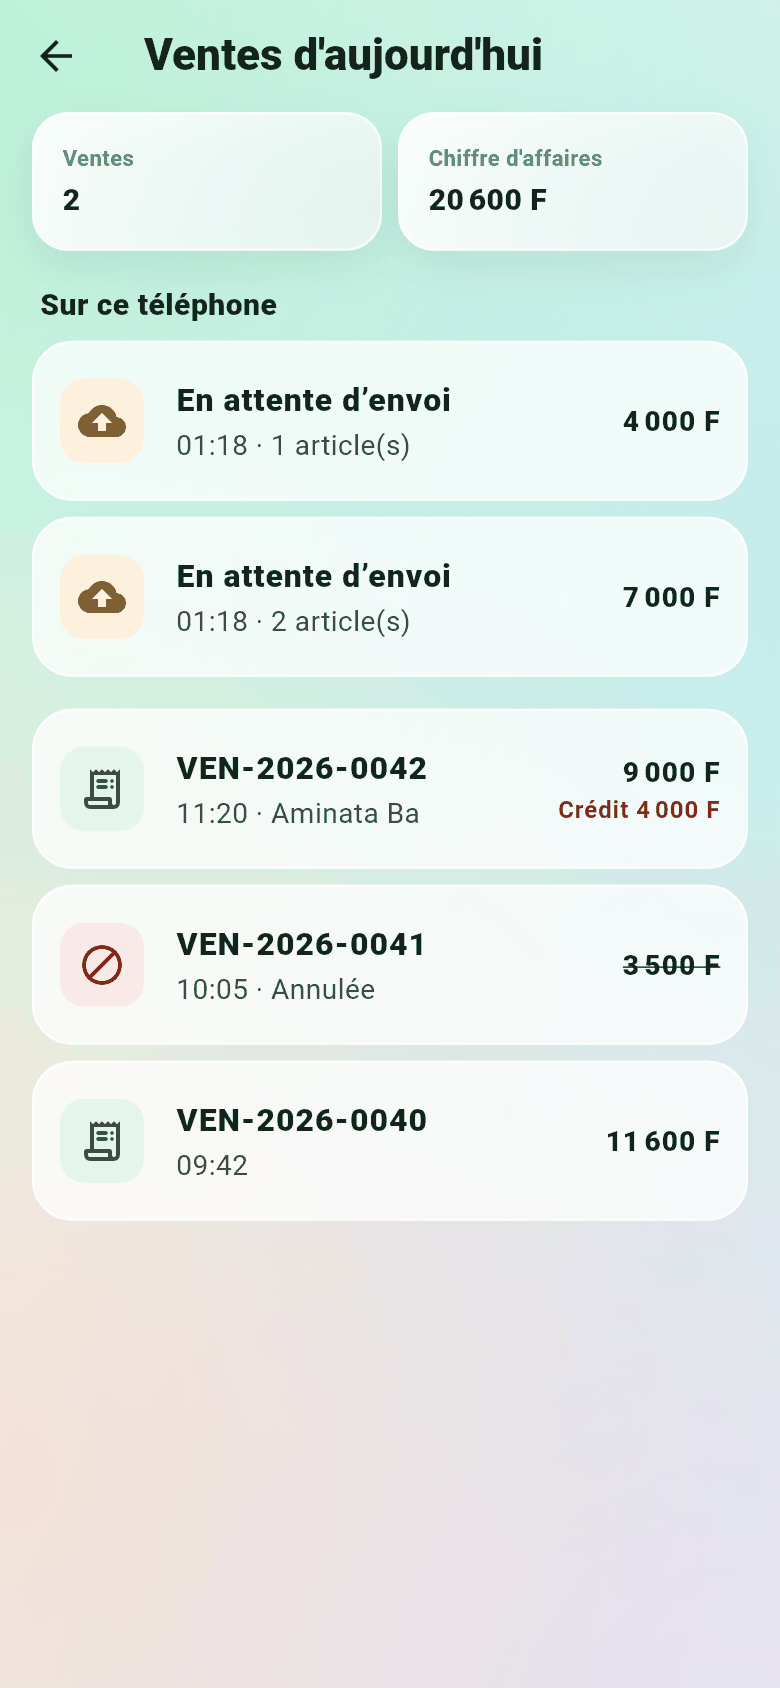 Ventes d'aujourd'hui
Ventes
2
Chiffre d'affaires
20 600 F
Sur ce téléphone
En attente d’envoi
01:18 · 1 article(s)
4 000 F
En attente d’envoi
01:18 · 2 article(s)
7 000 F
VEN-2026-0042
11:20 · Aminata Ba
9 000 F
Crédit 4 000 F
VEN-2026-0041
10:05 · Annulée
3 500 F
VEN-2026-0040
09:42
11 600 F